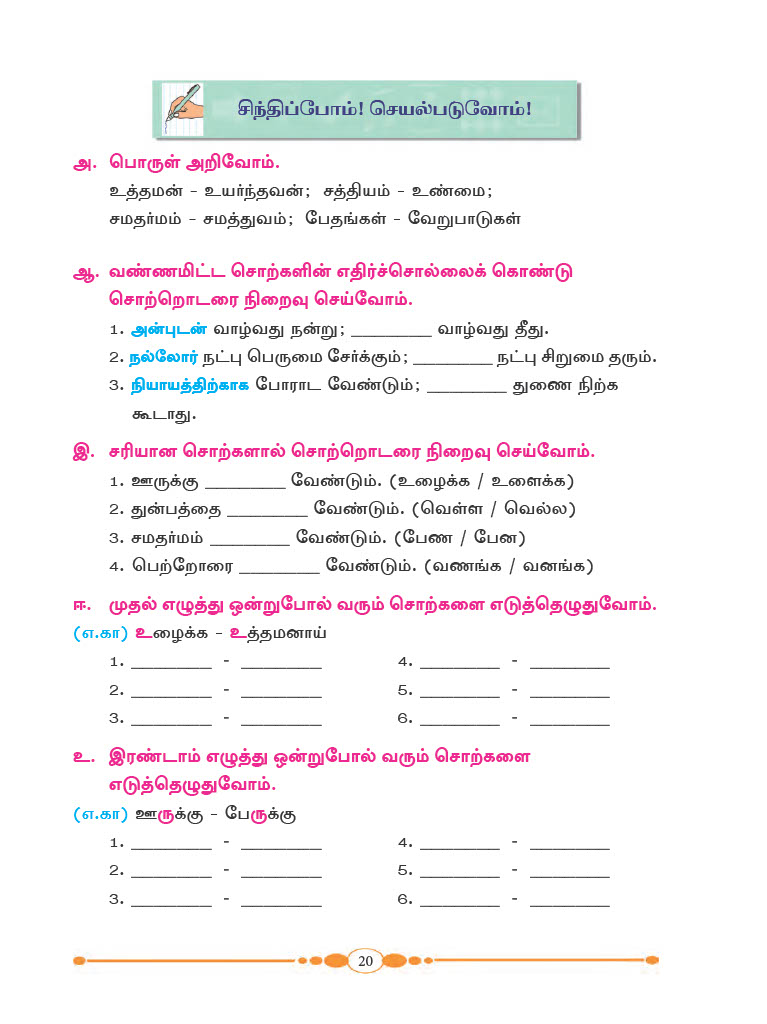 சிந்திப்போம்! செயல்படுவோம்!
அ. பொருள் அறிவோம்.
உத்தமன் – உயர்ந்தவன்; சத்தியம் – உண்மை;
சமதர்மம் – சமத்துவம்; பேதங்கள் – வேறுபாடுகள்
ஆ. வண்ணமிட்ட சொற்களின் எதிர்ச்சொல்லைக் கொண்டு
சொற்றொடரை நிறைவு செய்வோம்.
1. அன்புடன் வாழ்வது நன்று; ________ வாழ்வது தீது.
2. நல்லோர் நட்பு பெருமை சேர்க்கும்; ________ நட்பு சிறுமை தரும்.
3. நியாயத்திற்காக போராட வேண்டும்; ________ துணை நிற்க
கூடாது.
இ. சரியான சொற்களால் சொற்றொடரை நிறைவு செய்வோம்.
1. ஊருக்கு ________ வேண்டும். (உழைக்க / உளைக்க)
2. துன்பத்தை ________ வேண்டும். (வெள்ள / வெல்ல)
3. சமதர்மம் ________ வேண்டும். (பேண / பேன)
4. பெற்றோரை ________ வேண்டும். (வணங்க / வனங்க)
ஈ. முதல் எழுத்து ஒன்றுபோல் வரும் சொற்களை எடுத்தெழுதுவோம்.
(எ.கா) உழைக்க – உத்தமனாய்
1. ________ - ________ 4. ________ - ________
2. ________ - ________ 5. ________ - ________
3. ________ - ________ 6. ________ - ________
உ. இரண்டாம் எழுத்து ஒன்றுபோல் வரும் சொற்களை
எடுத்தெழுதுவோம்.
(எ.கா) ஊருக்கு – பேருக்கு
1. ________ - ________ 4. ________ - ________
2. ________ - ________ 5. ________ - ________
3. ________ - ________ 6. ________ - ________
20